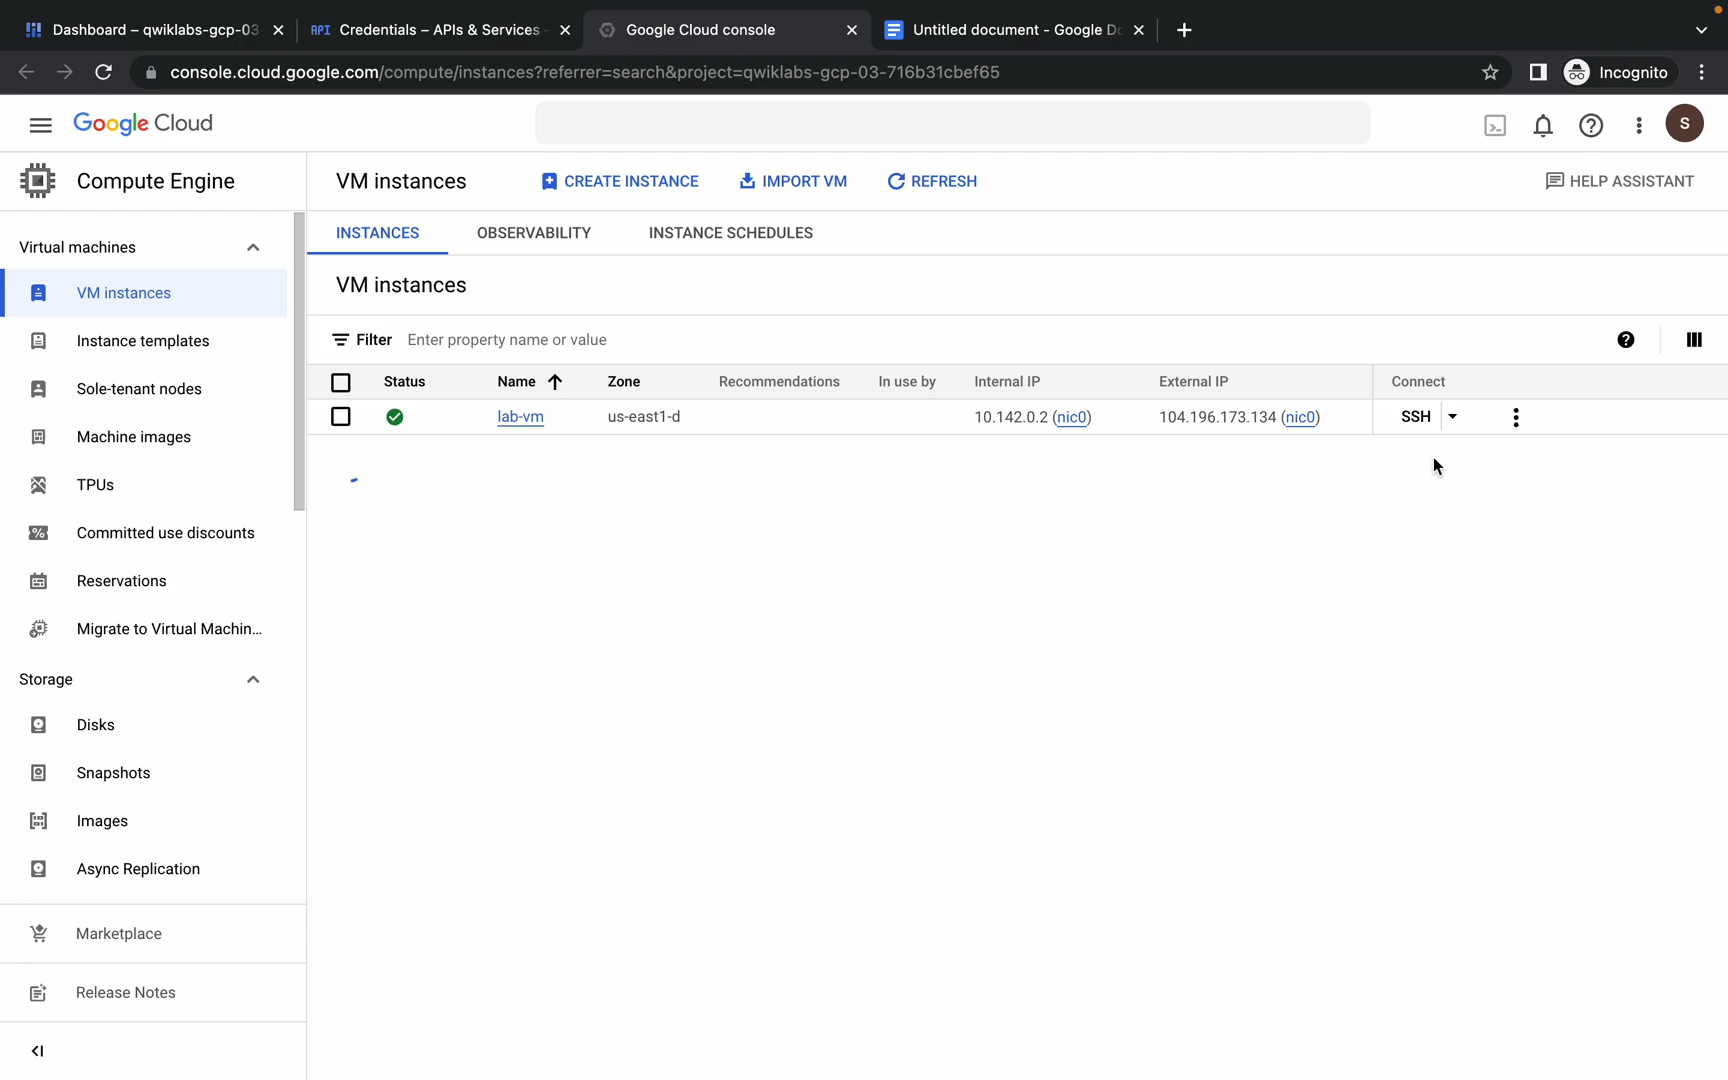 Dashboard – qwiklabs-gcp-03
Credentials – APIs & Services
Google Cloud console
Untitled document - Google Do
console.cloud.google.com/compute/instances?referrer=search&project=qwiklabs-gcp-03-716b31cbef65
Incognito
Google Cloud
S
Compute Engine
VM instances
CREATE INSTANCE
IMPORT VM
REFRESH
HELP ASSISTANT
Virtual machines
INSTANCES
OBSERVABILITY
INSTANCE SCHEDULES
VM instances
VM instances
Instance templates
Sole-tenant nodes
Machine images
TPUs
Committed use discounts
Reservations
Migrate to Virtual Machin...
Storage
Disks
Snapshots
Images
Async Replication
Marketplace
Release Notes
Filter Enter property name or value
Status Name Zone Recommendations In use by Internal IP External IP Connect
lab-vm us-east1-d 10.142.0.2 (nic0) 104.196.173.134 (nic0) SSH